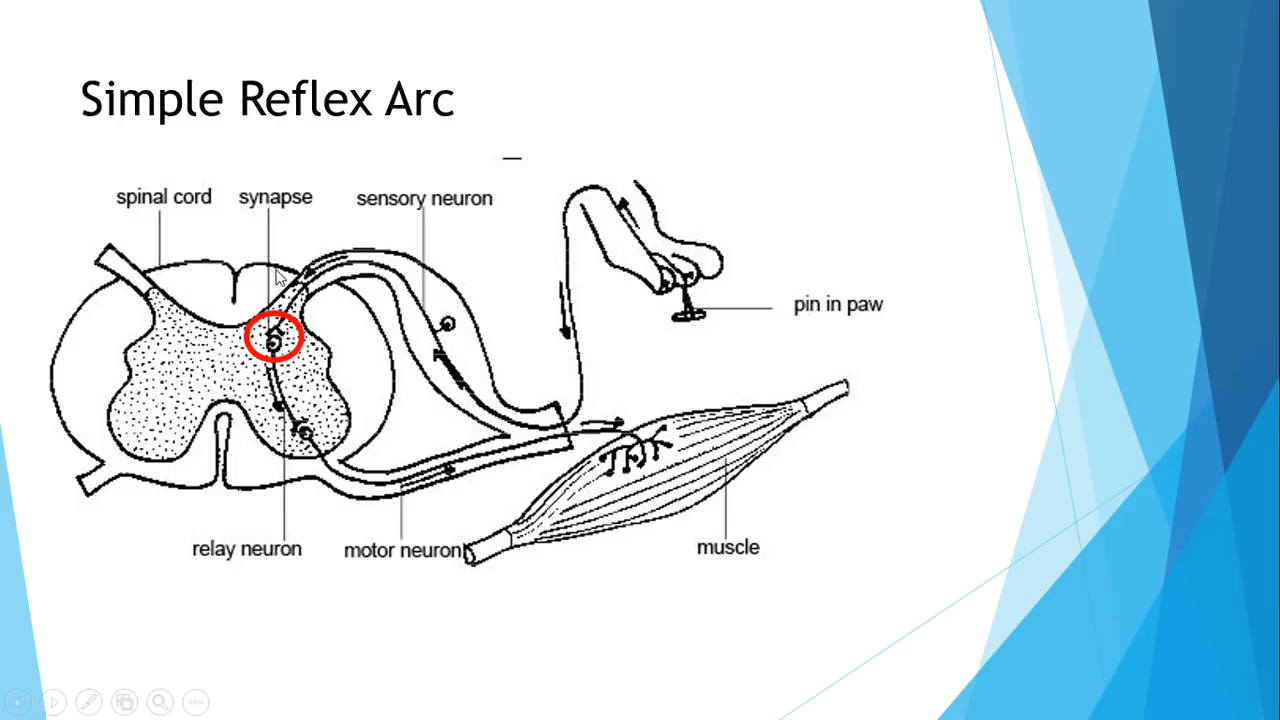 Simple Reflex Arc
spinal cord
synapse
sensory neuron
pin in paw
relay neuron
motor neuron
muscle